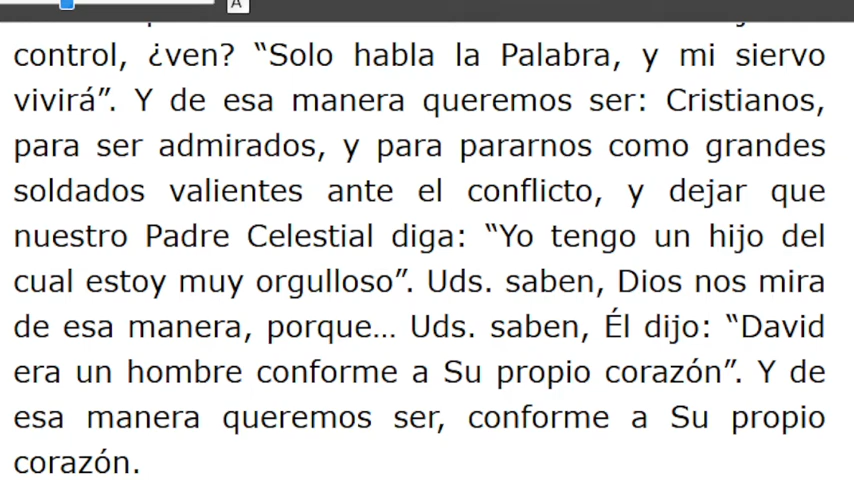 A
control, ¿ven? “Solo habla la Palabra, y mi siervo
vivirá”. Y de esa manera queremos ser: Cristianos,
para ser admirados, y para pararnos como grandes
soldados valientes ante el conflicto, y dejar que
nuestro Padre Celestial diga: “Yo tengo un hijo del
cual estoy muy orgulloso”. Uds. saben, Dios nos mira
de esa manera, porque... Uds. saben, Él dijo: “David
era un hombre conforme a Su propio corazón”. Y de
esa manera queremos ser, conforme a Su propio
corazón.